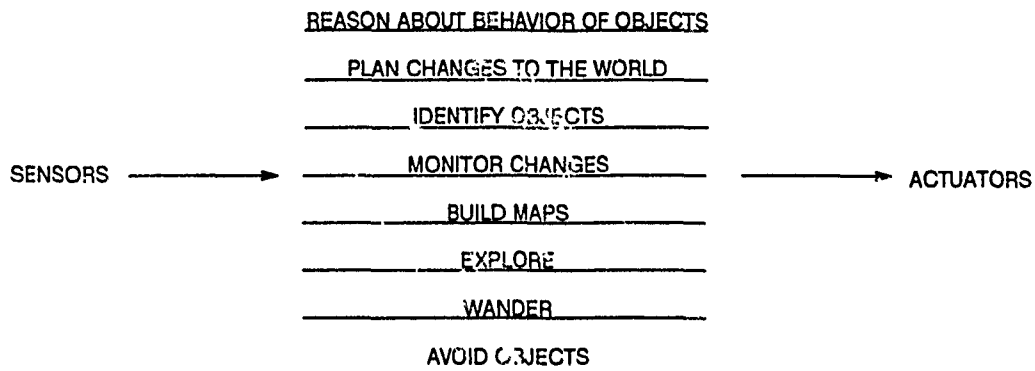 REASON ABOUT BEHAVIOR OF OBJECTS
PLAN CHANGES TO THE WORLD
IDENTIFY OBJECTS
SENSORS
MONITOR CHANGES
ACTUATORS
BUILD MAPS
EXPLORE
WANDER
AVOID OBJECTS